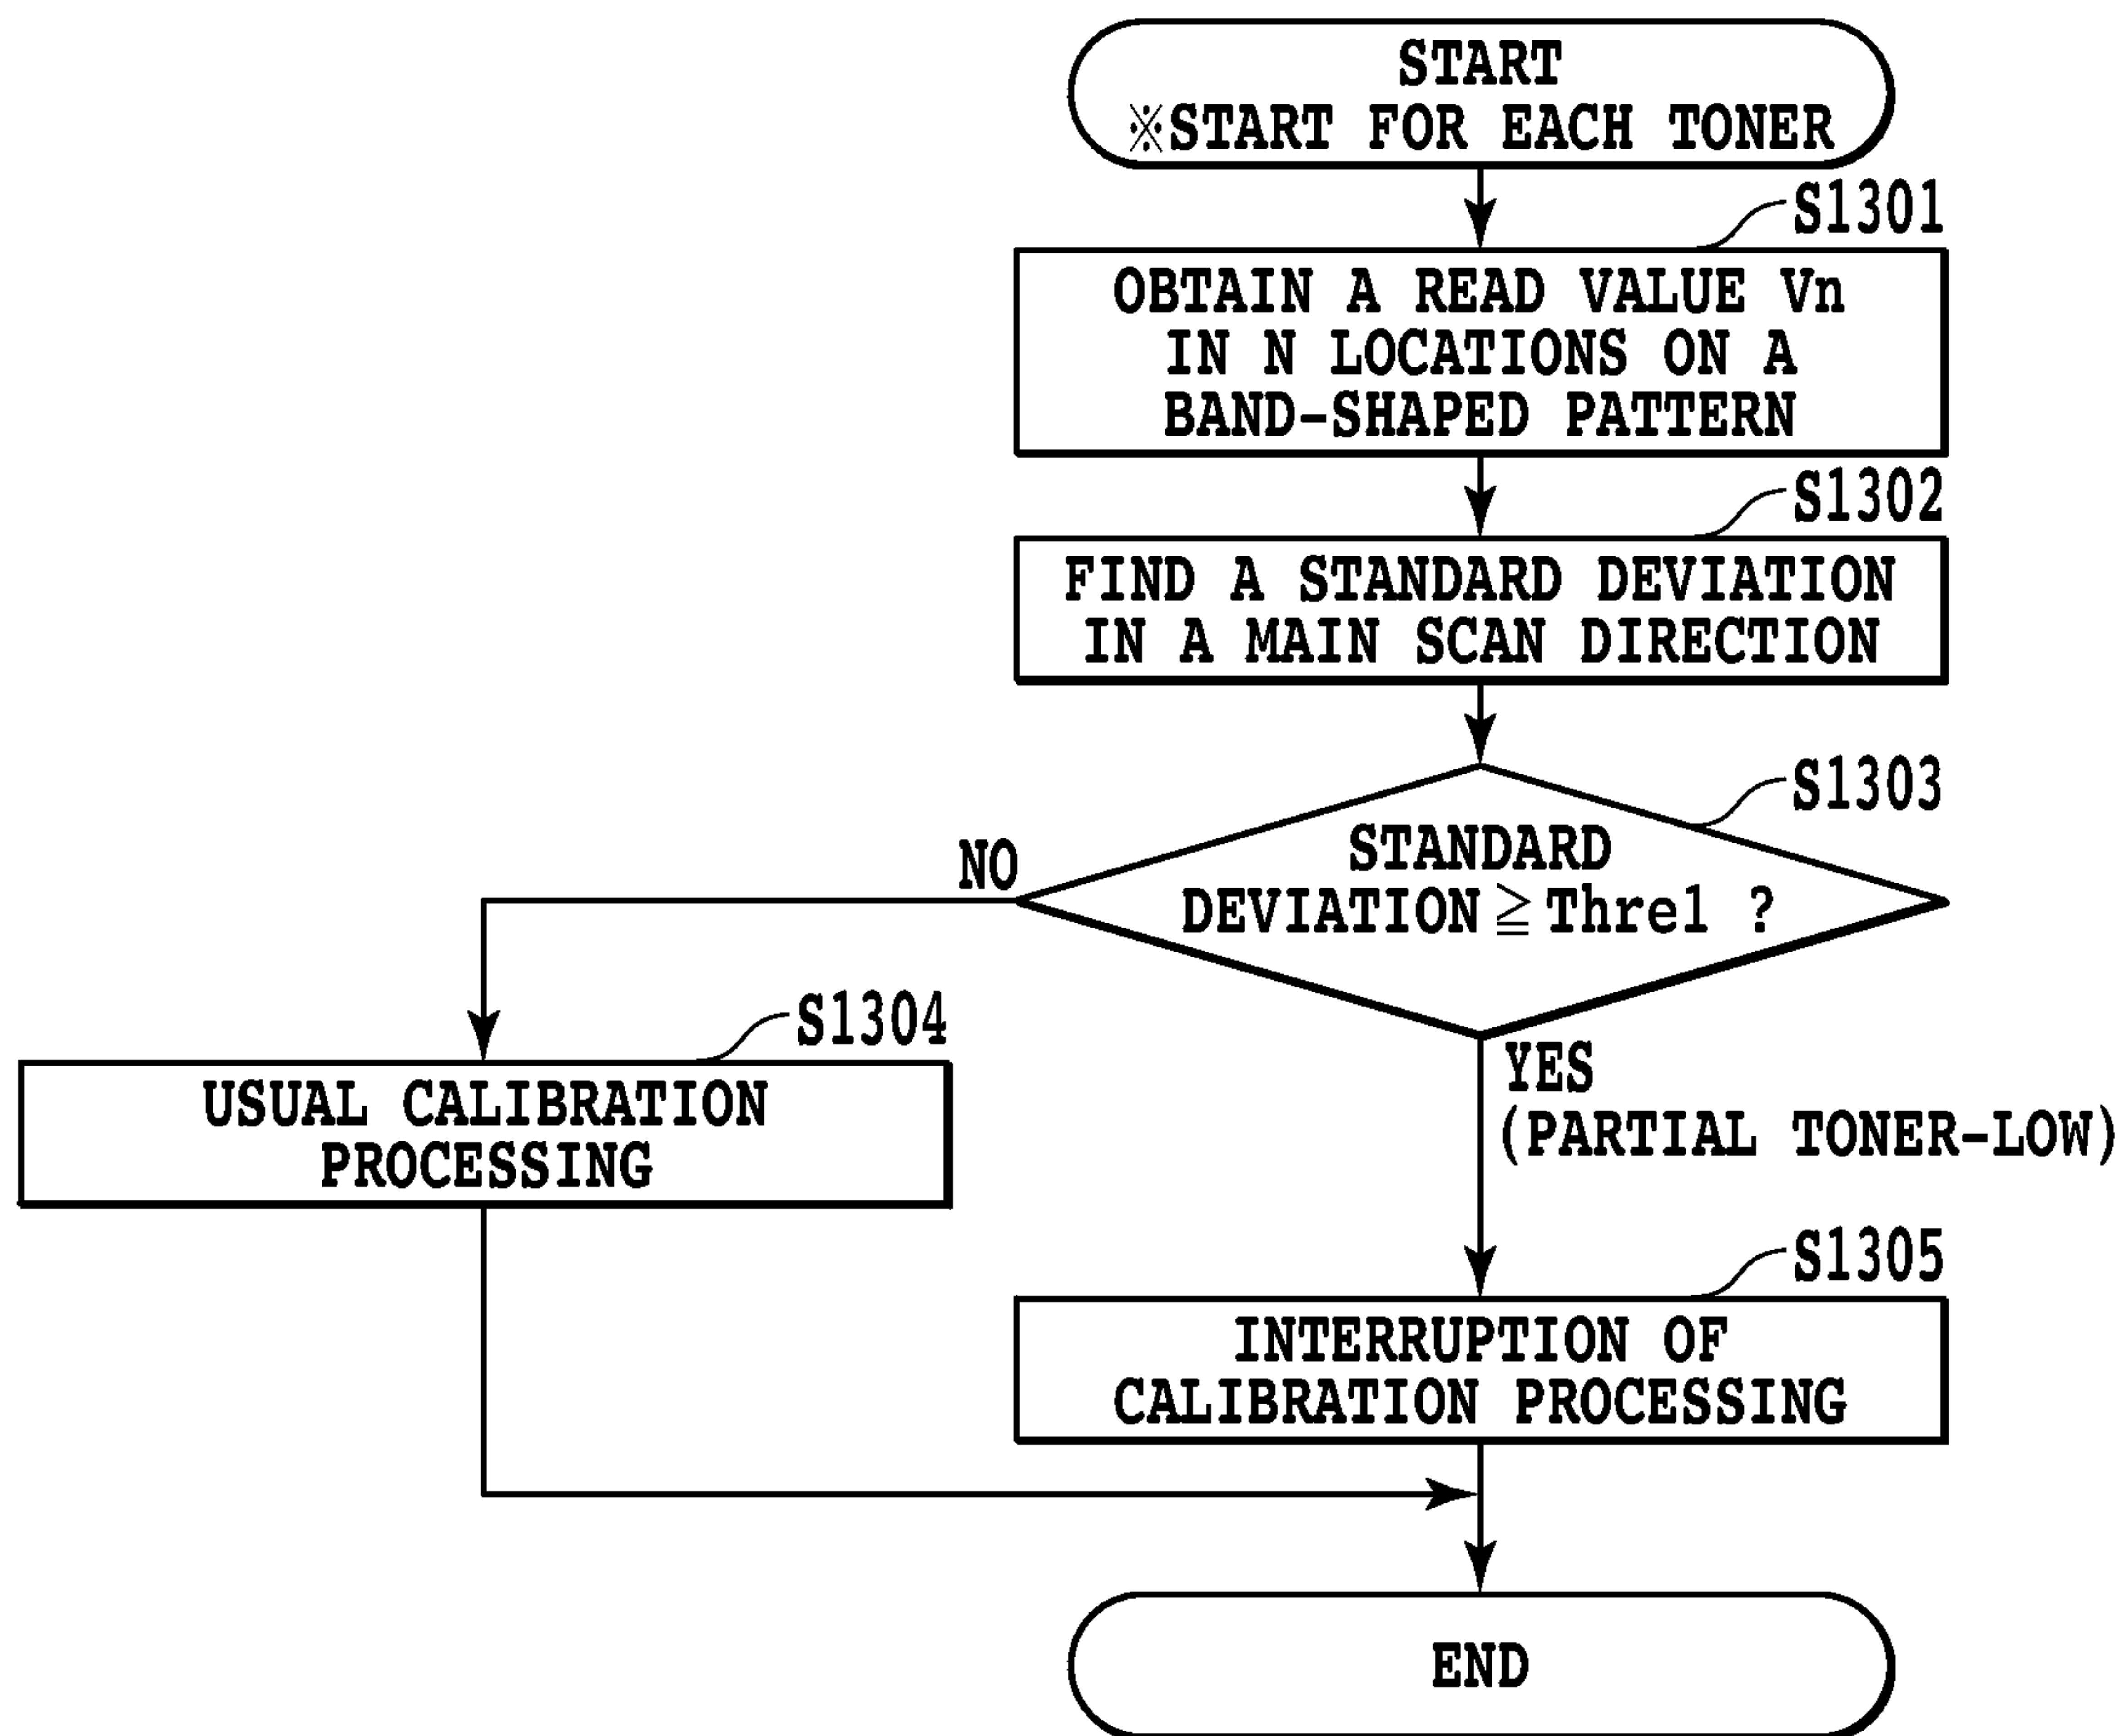 START
※START FOR EACH TONER
S1301
OBTAIN A READ VALUE Vn
IN N LOCATIONS ON A
BAND-SHAPED PATTERN
S1302
FIND A STANDARD DEVIATION
IN A MAIN SCAN DIRECTION
S1303
STANDARD
DEVIATION≧Thre1 ?
NO
YES
(PARTIAL TONER-LOW)
S1304
USUAL CALIBRATION
PROCESSING
S1305
INTERRUPTION OF
CALIBRATION PROCESSING
END